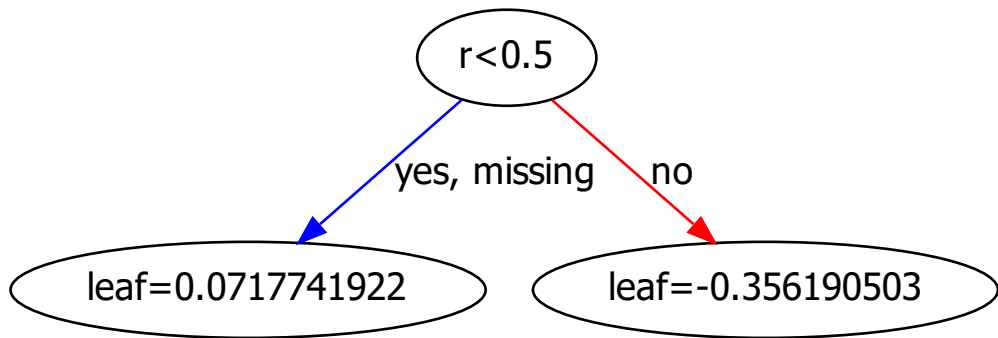 r<0.5
yes, missing
no
leaf=0.0717741922
leaf=-0.356190503